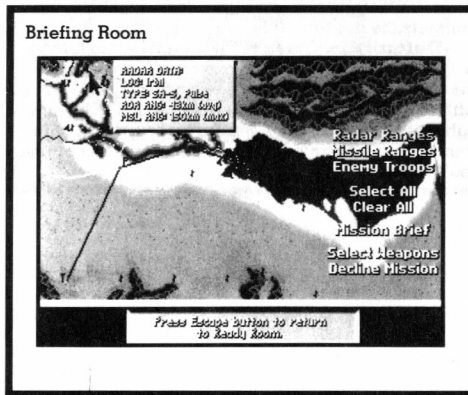 Briefing Room
RADAR DATA:
LOC: Irbil
TYPE: SA-5, Pulse
RDR RNG: (avg)
MSL RNG: 150km (max)
Radar Ranges
Missile Ranges
Enemy Troops
Select All
Clear All
Mission Brief
Select Weapons
Decline Mission
Press Escape button to return
to Ready Room.